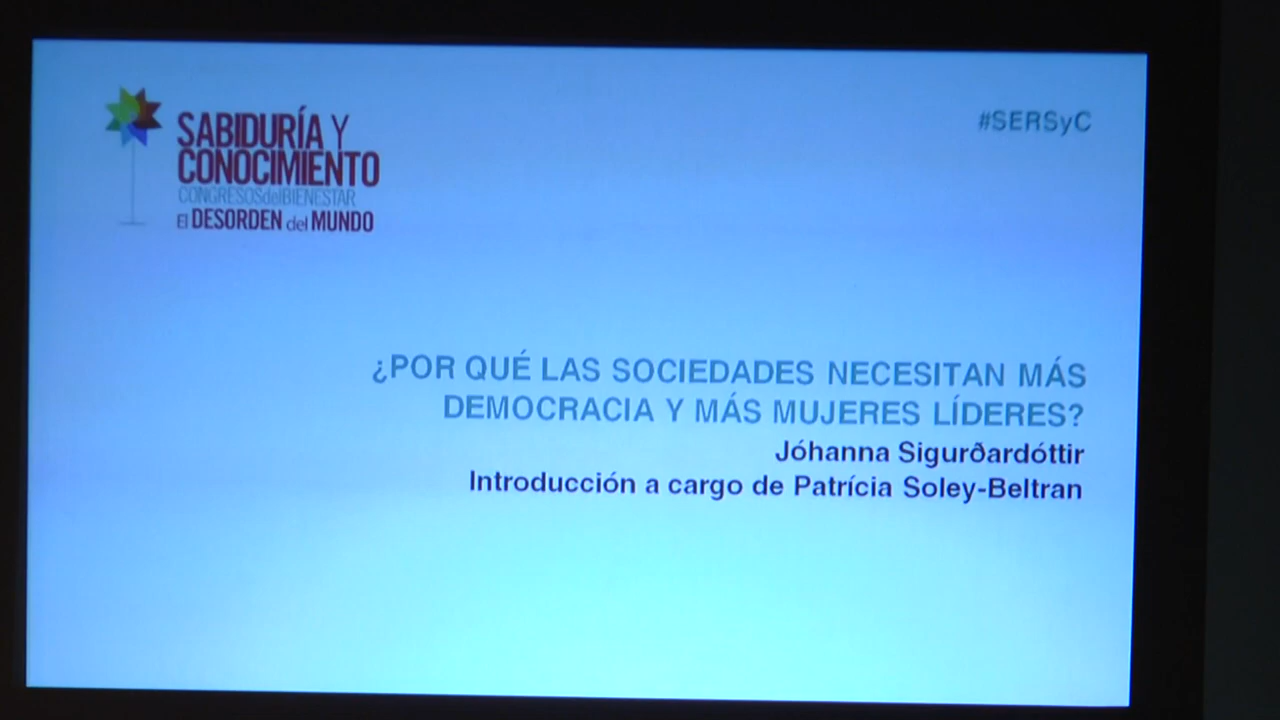 SABIDURÍA Y
CONOCIMIENTO
CONGRESOSdelBIENESTAR
El DESORDEN del MUNDO
#SERSyC
¿POR QUÉ LAS SOCIEDADES NECESITAN MÁS
DEMOCRACIA Y MÁS MUJERES LÍDERES?
Jóhanna Sigurðardóttir
Introducción a cargo de Patrícia Soley-Beltran